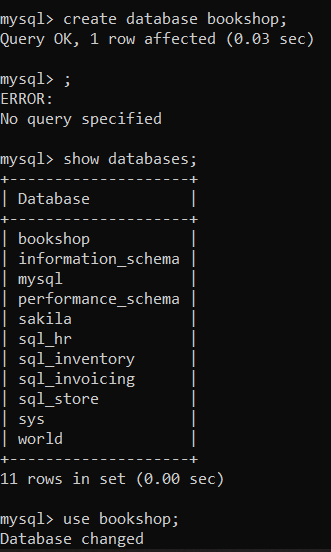 mysql> create database bookshop;
Query OK, 1 row affected (0.03 sec)
mysql> ;
ERROR:
No query specified
mysql> show databases;
+--------------------+
| Database           |
+--------------------+
| bookshop           |
| information_schema |
| mysql              |
| performance_schema |
| sakila             |
| sql_hr             |
| sql_inventory      |
| sql_invoicing      |
| sql_store          |
| sys                |
| world              |
+--------------------+
11 rows in set (0.00 sec)
mysql> use bookshop;
Database changed